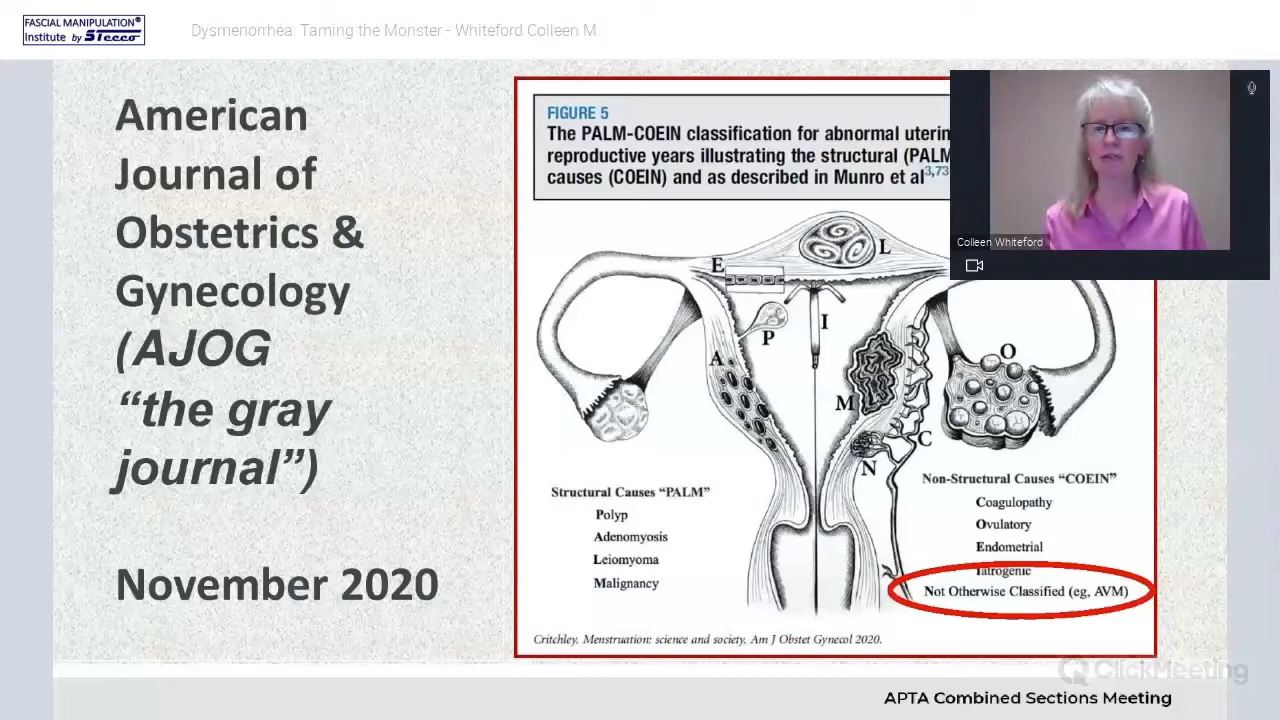 FASCIAL MANIPULATION®
Institute by Stecco
Dysmenorrhea: Taming the Monster - Whiteford Colleen M.
American
Journal of
Obstetrics &
Gynecology
(AJOG
“the gray
journal”)
November 2020
FIGURE 5
The PALM-COEIN classification for abnormal
reproductive years illustrating the structural (PALM
causes (COEIN) and as described in Munro et al3,73
Colleen Whiteford
L
E
I
P
A
O
M
C
N
Structural Causes “PALM”
Polyp
Adenomyosis
Leiomyoma
Malignancy
Non-Structural Causes “COEIN”
Coagulopathy
Ovulatory
Endometrial
Iatrogenic
Not Otherwise Classified (eg, AVM)
Critchley. Menstruation: science and society. Am J Obstet Gynecol 2020.
ClickMeeting
APTA Combined Sections Meeting